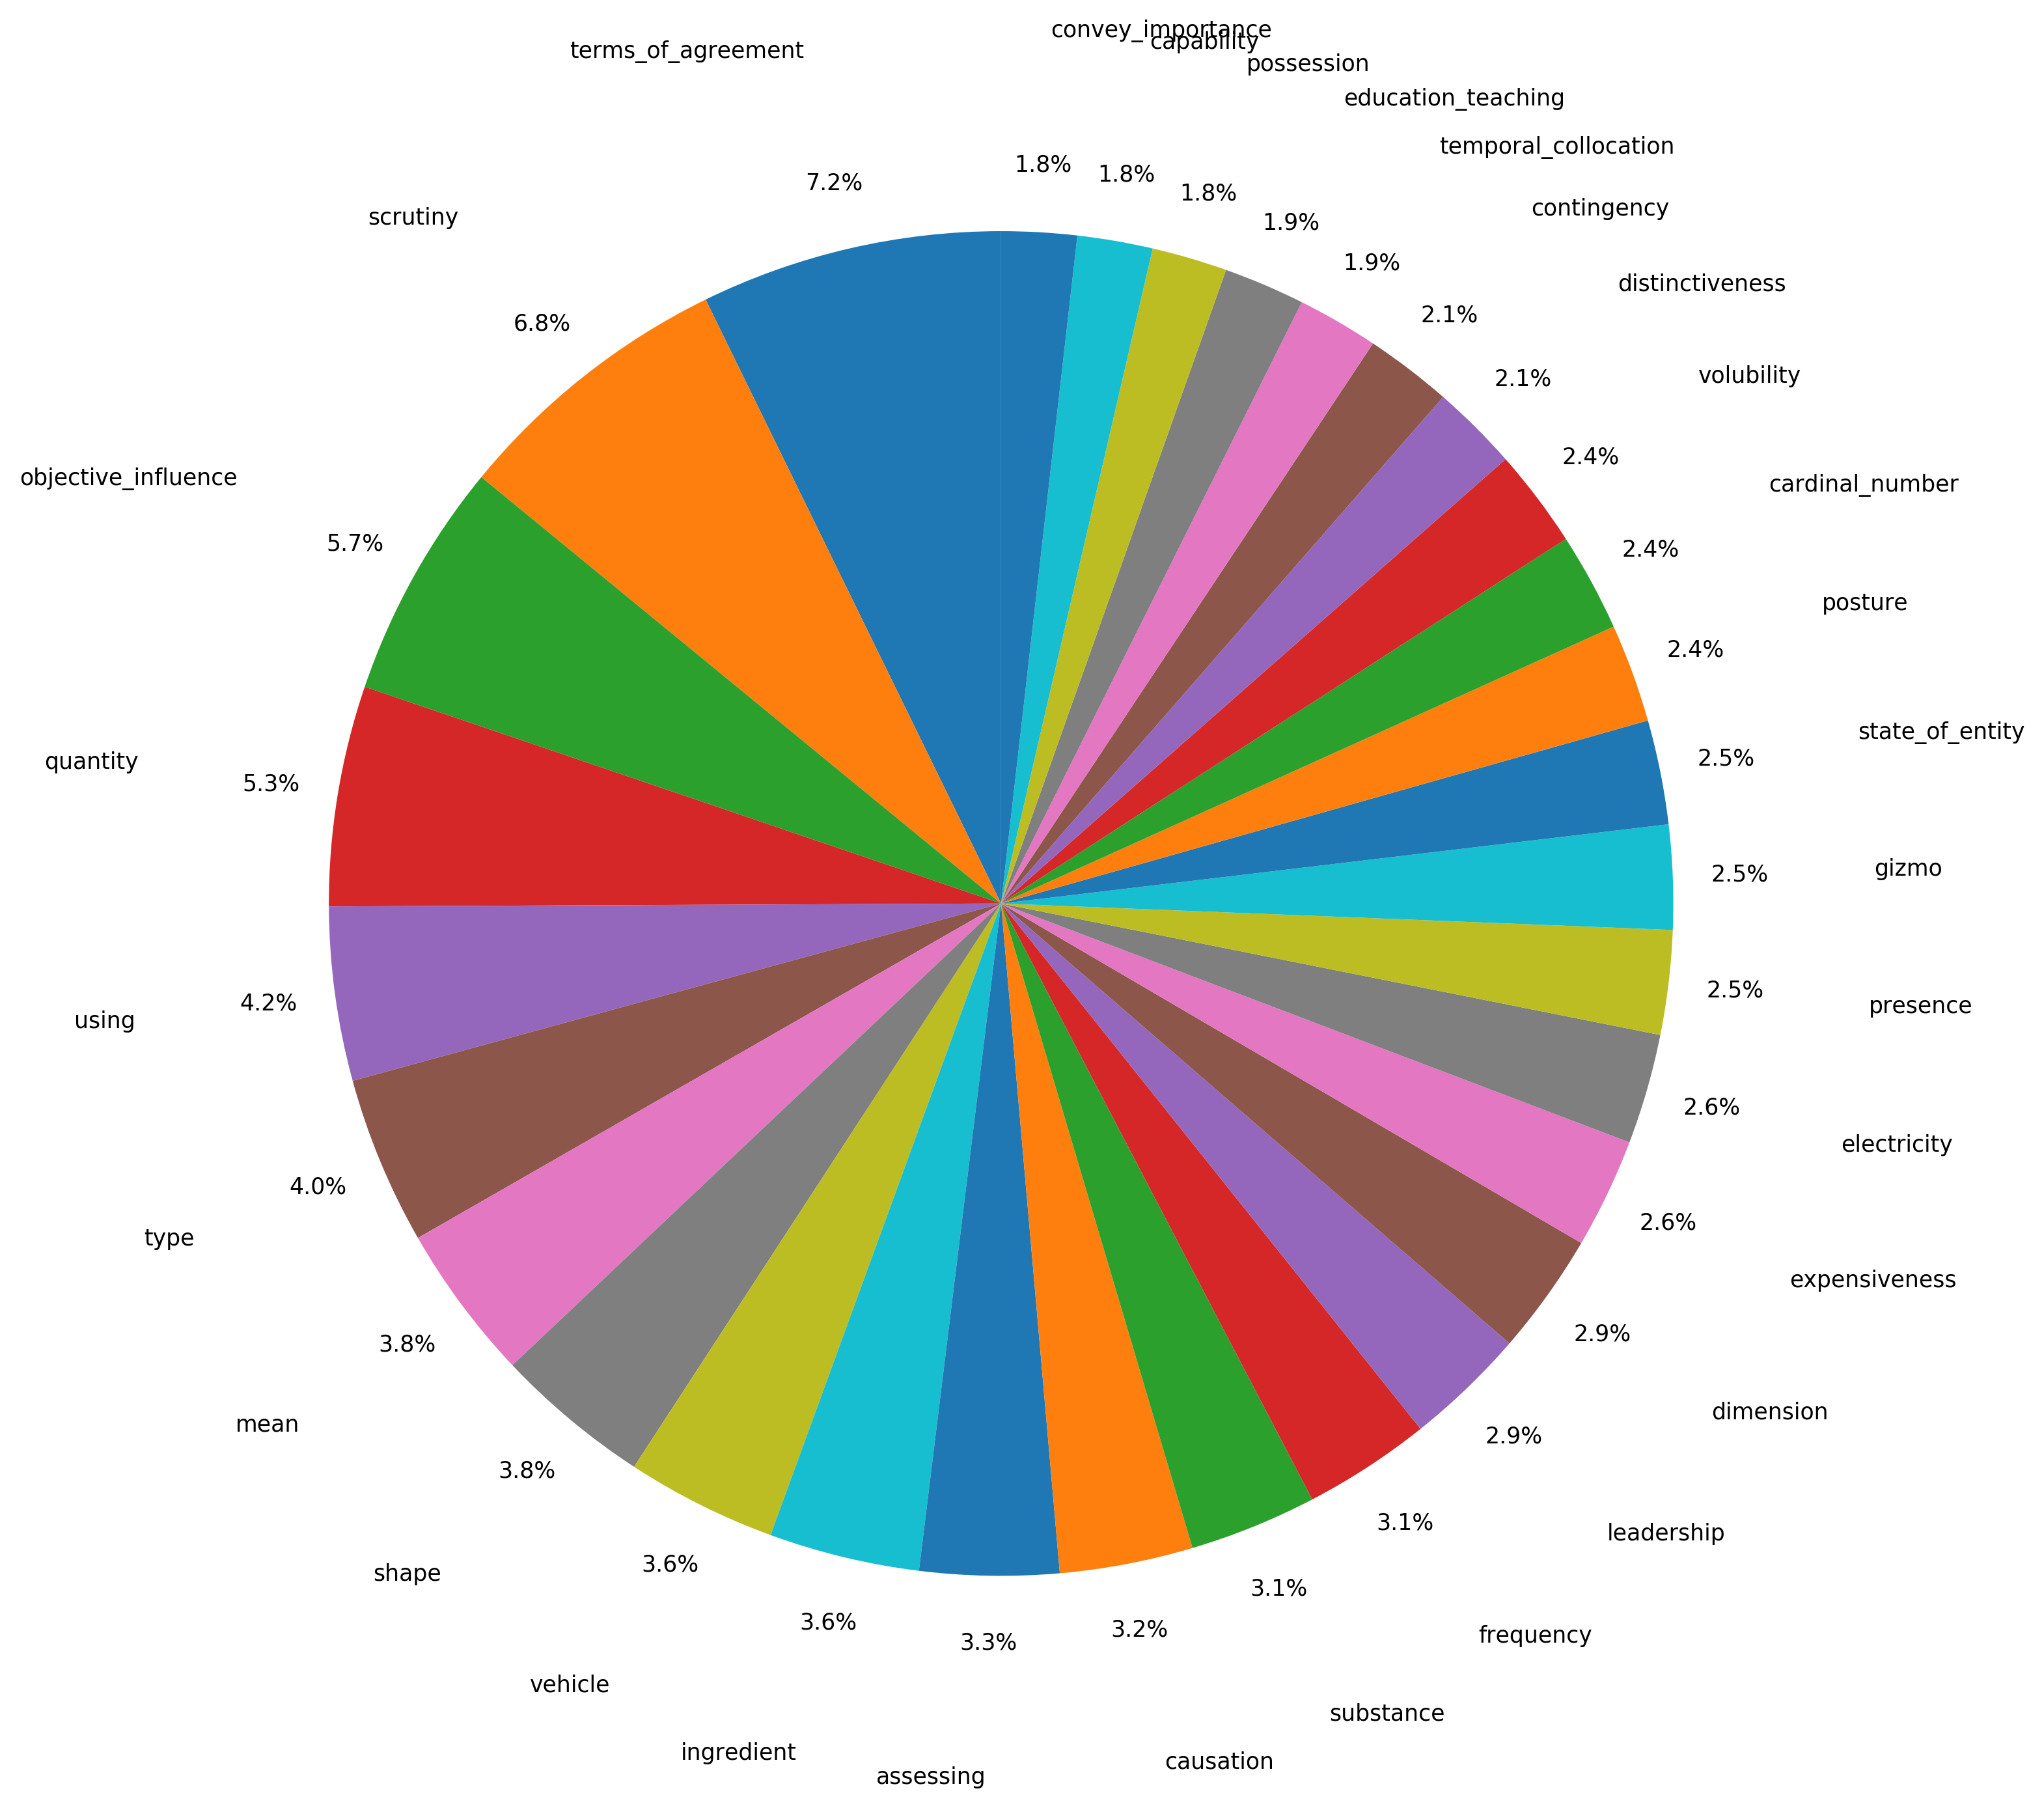 convey_importance
capability
terms_of_agreement
possession
education_teaching
temporal_collocation
1.8%
1.8%
7.2%
1.8%
contingency
scrutiny
1.9%
1.9%
distinctiveness
2.1%
6.8%
volubility
2.1%
2.4%
objective_influence
cardinal_number
5.7%
2.4%
posture
2.4%
state_of_entity
quantity
2.5%
5.3%
gizmo
2.5%
2.5%
4.2%
presence
using
2.6%
electricity
4.0%
2.6%
type
expensiveness
2.9%
3.8%
dimension
mean
2.9%
3.8%
3.1%
leadership
3.6%
shape
3.1%
3.6%
3.2%
frequency
3.3%
vehicle
substance
ingredient
causation
assessing